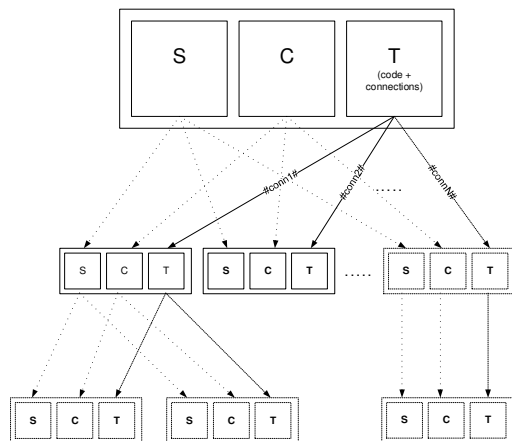 S C T
(code +
connections)
#conn1#
#conn2#
.....
#connN#
S C T S C T ..... S C T
S C T S C T S C T